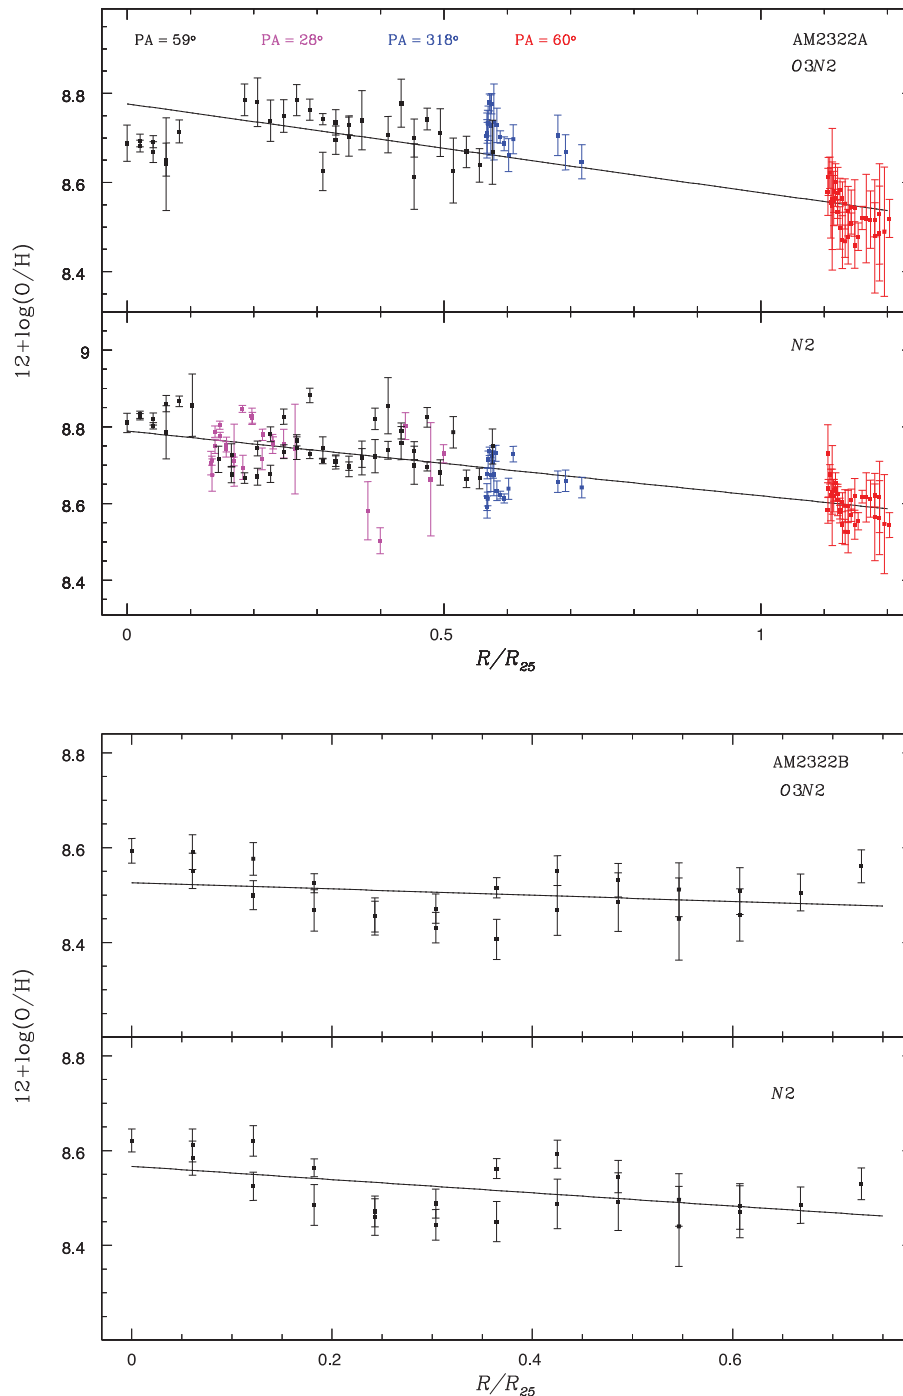 PA = 59° PA = 28° PA = 318° PA = 60° AM2322A
O3N2
8.8
8.6
8.4
12+log(O/H)
N2
9
8.8
8.6
8.4
0 0.5 1
R/R25
AM2322B
O3N2
8.8
8.6
8.4
12+log(O/H)
N2
8.8
8.6
8.4
0 0.2 0.4 0.6
R/R25